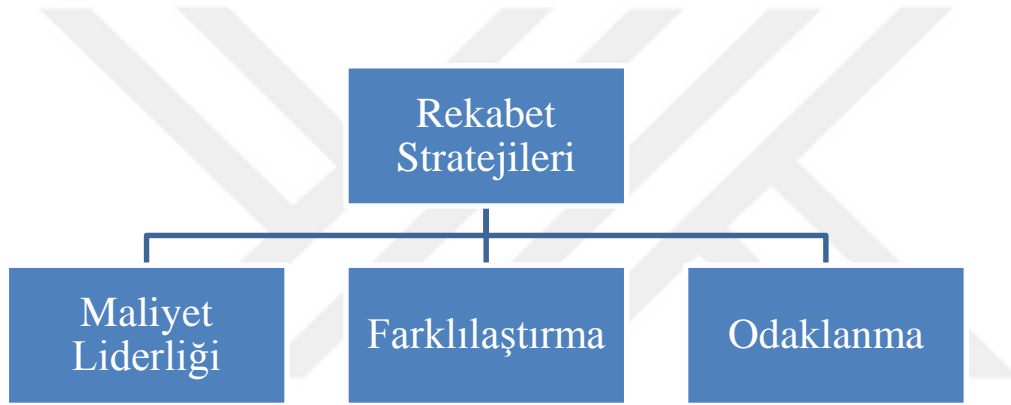 Rekabet
Stratejileri
Maliyet
Liderliği
Farklılaştırma
Odaklanma